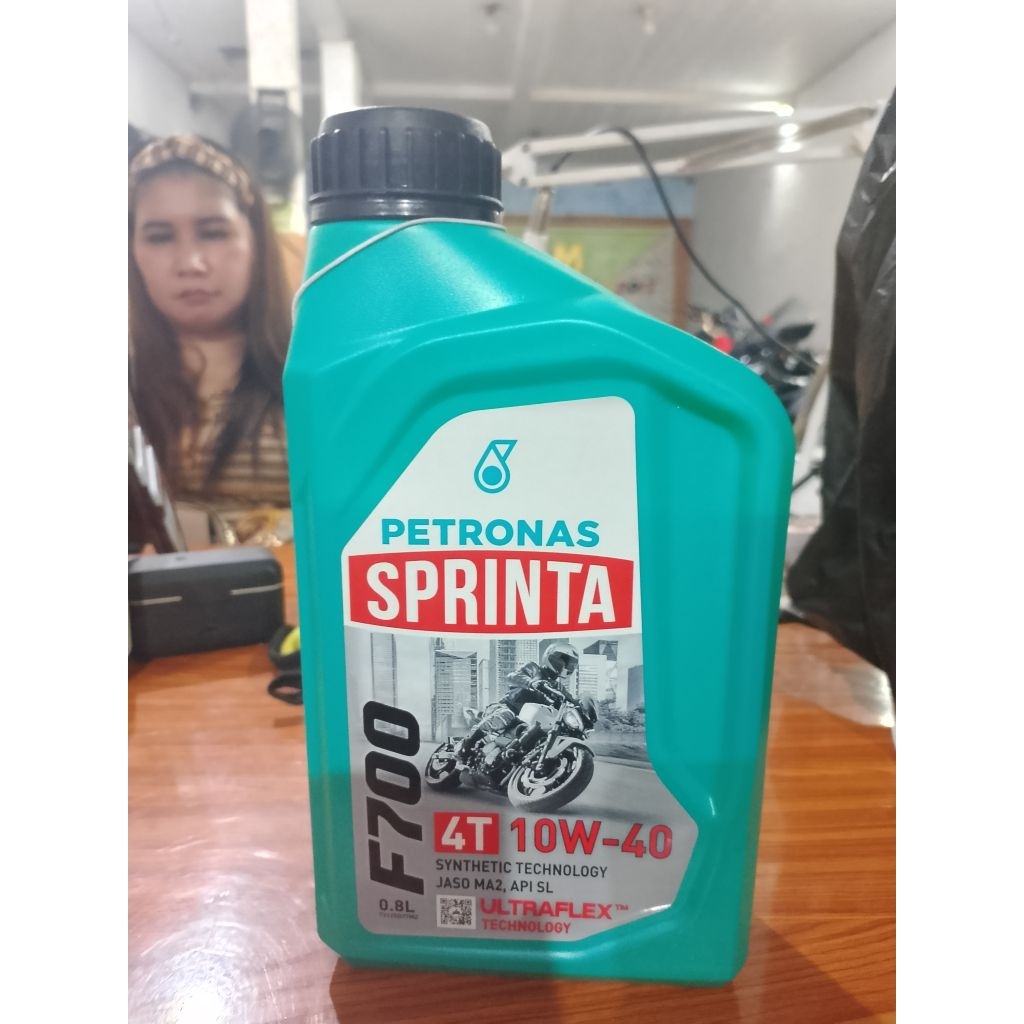 PETRONAS
SPRINTA
F700
4T 10W-40
SYNTHETIC TECHNOLOGY
JASO MA2, API SL
0.8L
ULTRAFLEX™
TECHNOLOGY